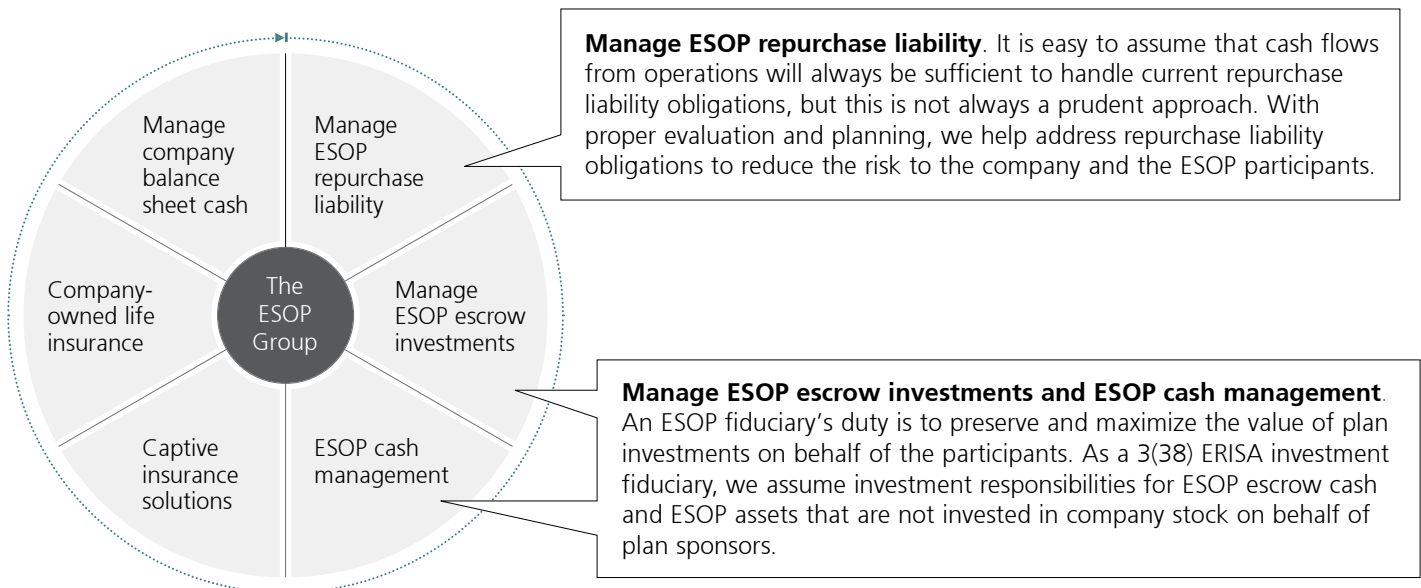 Manage
company
balance
sheet cash
Manage
ESOP
repurchase
liability
Company-
owned life
insurance
The
ESOP
Group
Manage
ESOP escrow
investments
Captive
insurance
solutions
ESOP cash
management
Manage ESOP repurchase liability. It is easy to assume that cash flows
from operations will always be sufficient to handle current repurchase
liability obligations, but this is not always a prudent approach. With
proper evaluation and planning, we help address repurchase liability
obligations to reduce the risk to the company and the ESOP participants.
Manage ESOP escrow investments and ESOP cash management.
An ESOP fiduciary’s duty is to preserve and maximize the value of plan
investments on behalf of the participants. As a 3(38) ERISA investment
fiduciary, we assume investment responsibilities for ESOP escrow cash
and ESOP assets that are not invested in company stock on behalf of
plan sponsors.